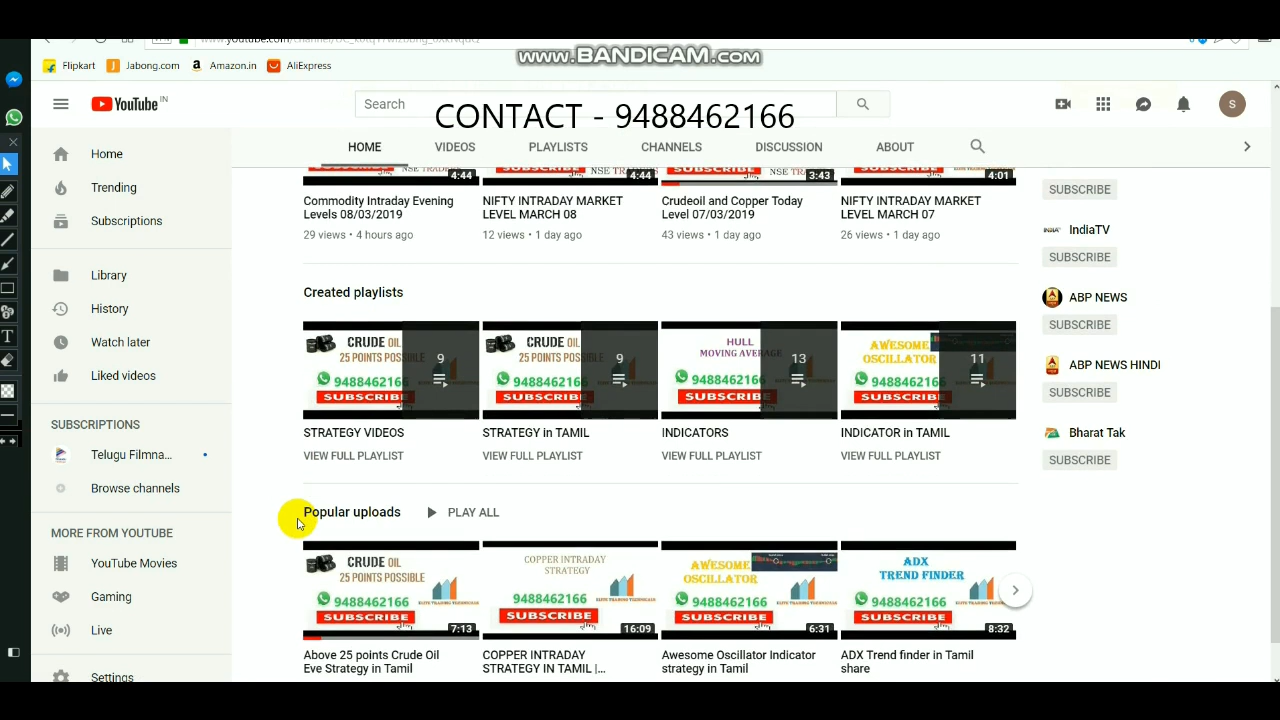 www.BANDICAM.com
Flipkart
Jabong.com
Amazon.in
AliExpress
YouTube IN
Search
CONTACT - 9488462166
S
HOME
VIDEOS
PLAYLISTS
CHANNELS
DISCUSSION
ABOUT
Home
Trending
Subscriptions
Library
History
Watch later
Liked videos
SUBSCRIPTIONS
Telugu Filmna...
Browse channels
MORE FROM YOUTUBE
YouTube Movies
Gaming
Live
Settings
4:44
4:44
3:43
4:01
Commodity Intraday Evening
Levels 08/03/2019
29 views • 4 hours ago
NIFTY INTRADAY MARKET
LEVEL MARCH 08
12 views • 1 day ago
Crudeoil and Copper Today
Level 07/03/2019
43 views • 1 day ago
NIFTY INTRADAY MARKET
LEVEL MARCH 07
26 views • 1 day ago
Created playlists
CRUDE OIL
25 POINTS POSSIBLE
9488462166
SUBSCRIBE
9
STRATEGY VIDEOS
VIEW FULL PLAYLIST
CRUDE OIL
25 POINTS POSSIBLE
9488462166
SUBSCRIBE
9
STRATEGY in TAMIL
VIEW FULL PLAYLIST
HULL
MOVING AVERAGE
9488462166
SUBSCRIBE
13
INDICATORS
VIEW FULL PLAYLIST
AWESOME
OSCILLATOR
9488462166
SUBSCRIBE
11
INDICATOR in TAMIL
VIEW FULL PLAYLIST
Popular uploads
PLAY ALL
CRUDE OIL
25 POINTS POSSIBLE
9488462166
SUBSCRIBE
ELITE TRADING TECHNICALS
7:13
Above 25 points Crude Oil
Eve Strategy in Tamil
COPPER INTRADAY
STRATEGY
9488462166
SUBSCRIBE
ELITE TRADING TECHNICALS
16:09
COPPER INTRADAY
STRATEGY IN TAMIL |...
AWESOME
OSCILLATOR
9488462166
SUBSCRIBE
ELITE TRADING TECHNICALS
6:31
Awesome Oscillator Indicator
strategy in Tamil
ADX
TREND FINDER
9488462166
SUBSCRIBE
8:32
ADX Trend finder in Tamil
share
SUBSCRIBE
IndiaTV
SUBSCRIBE
ABP NEWS
SUBSCRIBE
ABP NEWS HINDI
SUBSCRIBE
Bharat Tak
SUBSCRIBE